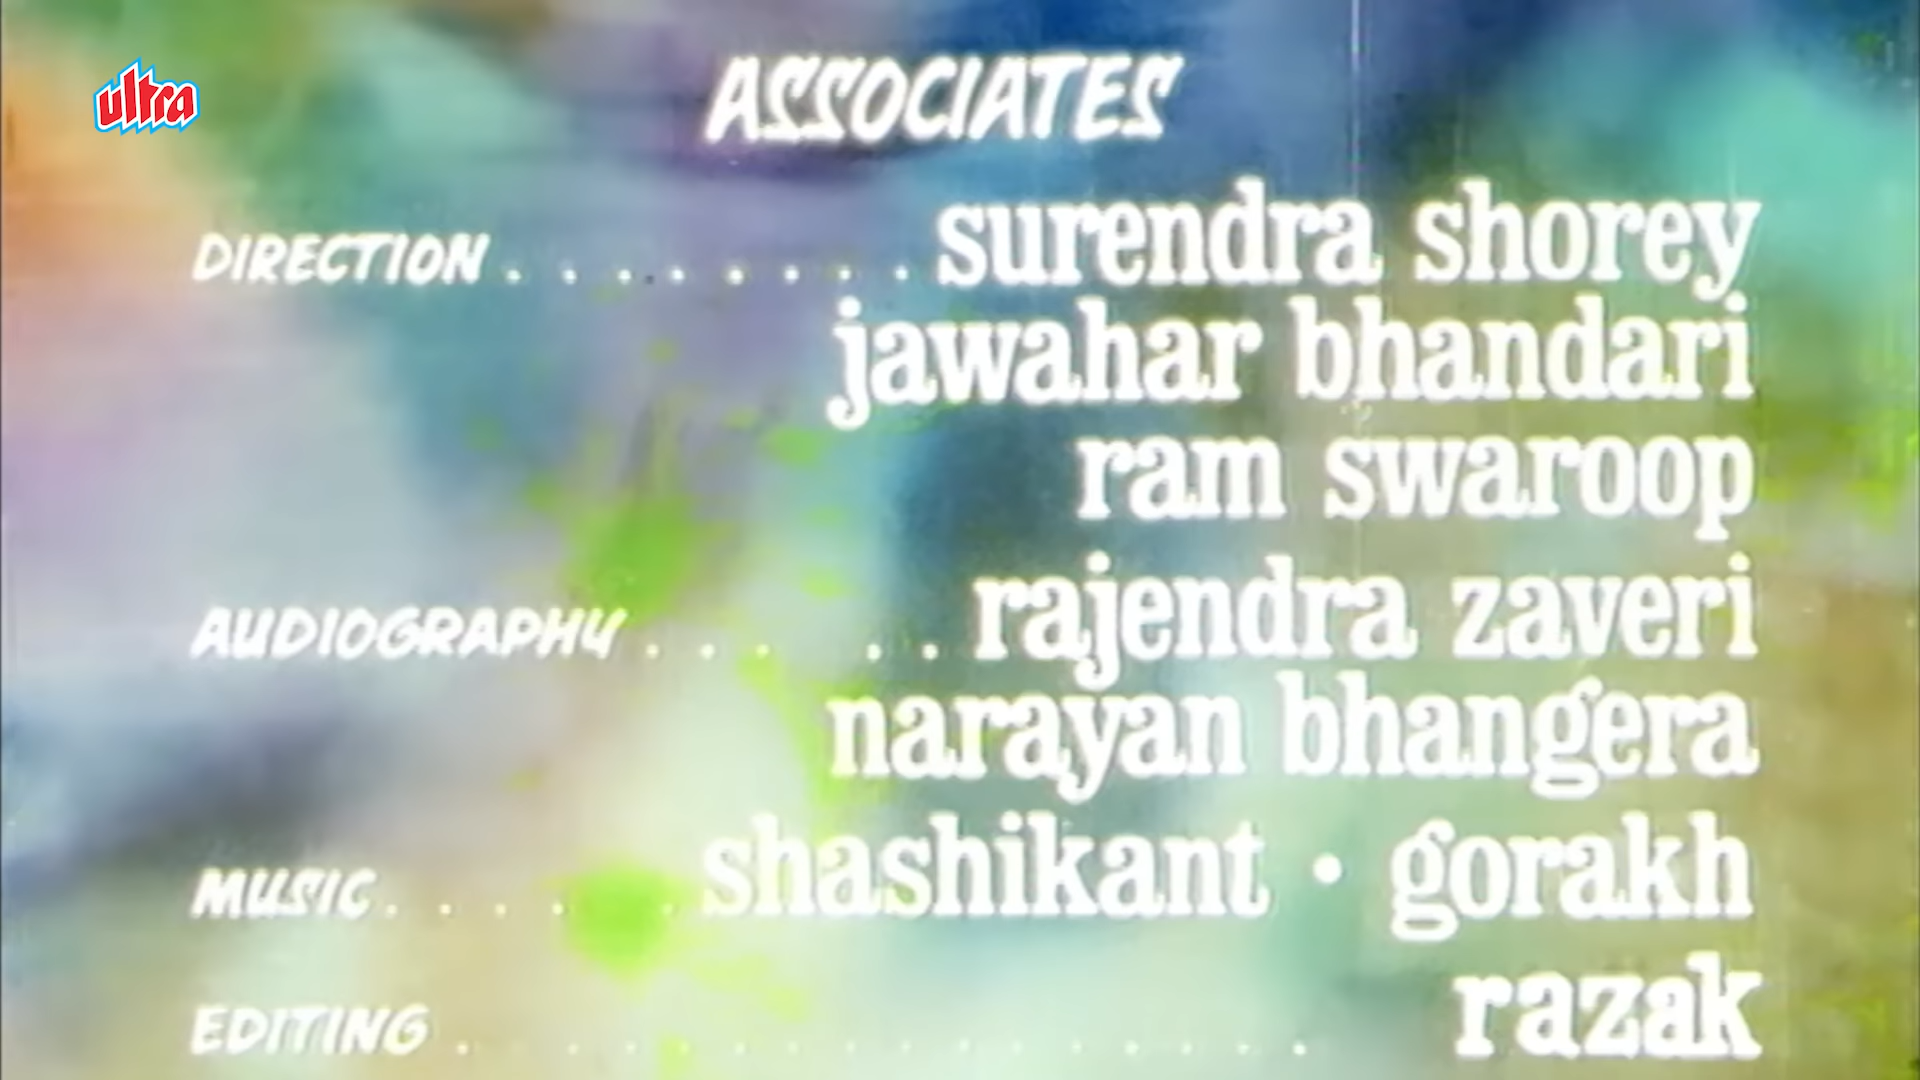 ultra
ASSOCIATES
DIRECTION . . . . . . . . surendra shorey
jawahar bhandari
ram swaroop
AUDIOGRAPHY . . . . . rajendra zaveri
narayan bhangera
MUSIC . . . . . shashikant • gorakh
EDITING . . . . . . . . . . . . . . . razak